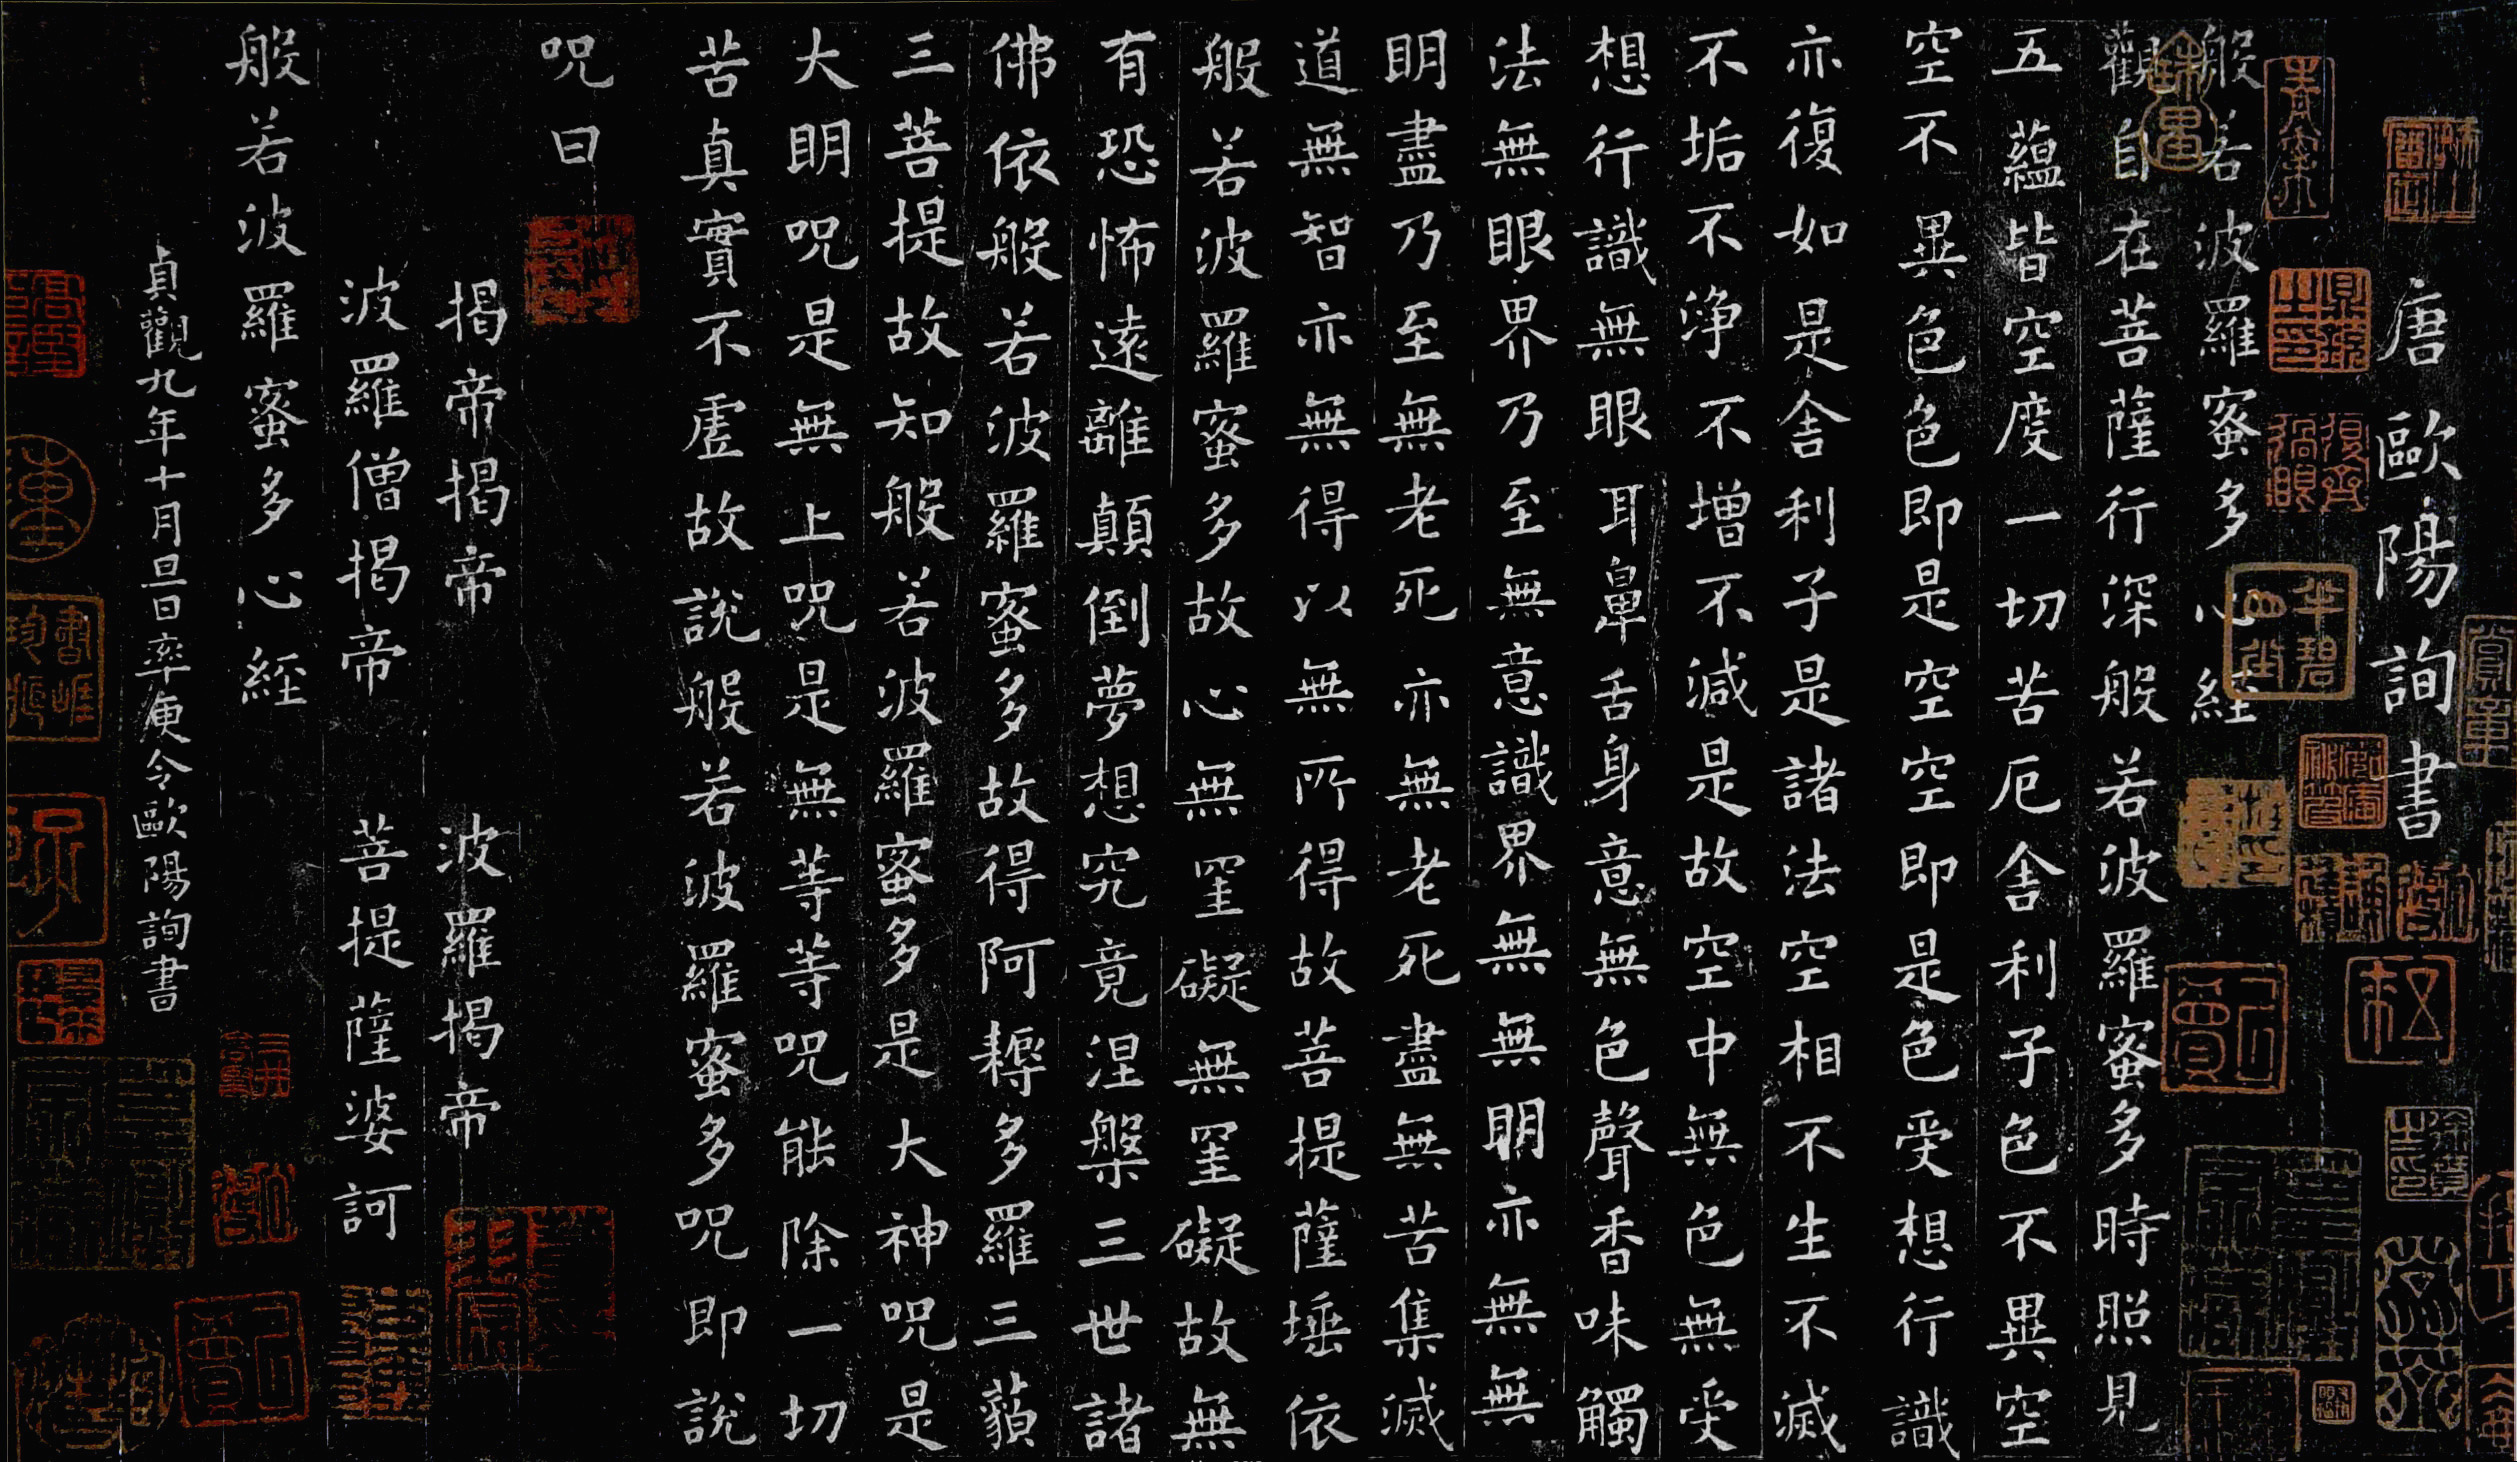 唐歐陽詢書
般若波羅蜜多心經
觀自在菩薩行深般若波羅蜜多時照見
五蘊皆空度一切苦厄舍利子色不異空
空不異色色即是空空即是色受想行識
亦復如是舍利子是諸法空相不生不滅
不垢不淨不增不減是故空中無色無受
想行識無眼耳鼻舌身意無色聲香味觸
法無眼界乃至無意識界無無明亦無無
明盡乃至無老死亦無老死盡無苦集滅
道無智亦無得以無所得故菩提薩埵依
般若波羅蜜多故心無罣礙無罣礙故無
有恐怖遠離顛倒夢想究竟涅槃三世諸
佛依般若波羅蜜多故得阿耨多羅三藐
三菩提故知般若波羅蜜多是大神咒是
大明咒是無上咒是無等等咒能除一切
苦真實不虛故說般若波羅蜜多咒即說
咒曰
揭帝揭帝 波羅揭帝
波羅僧揭帝 菩提薩婆訶
般若波羅蜜多心經
貞觀九年十月旦日率更令歐陽詢書